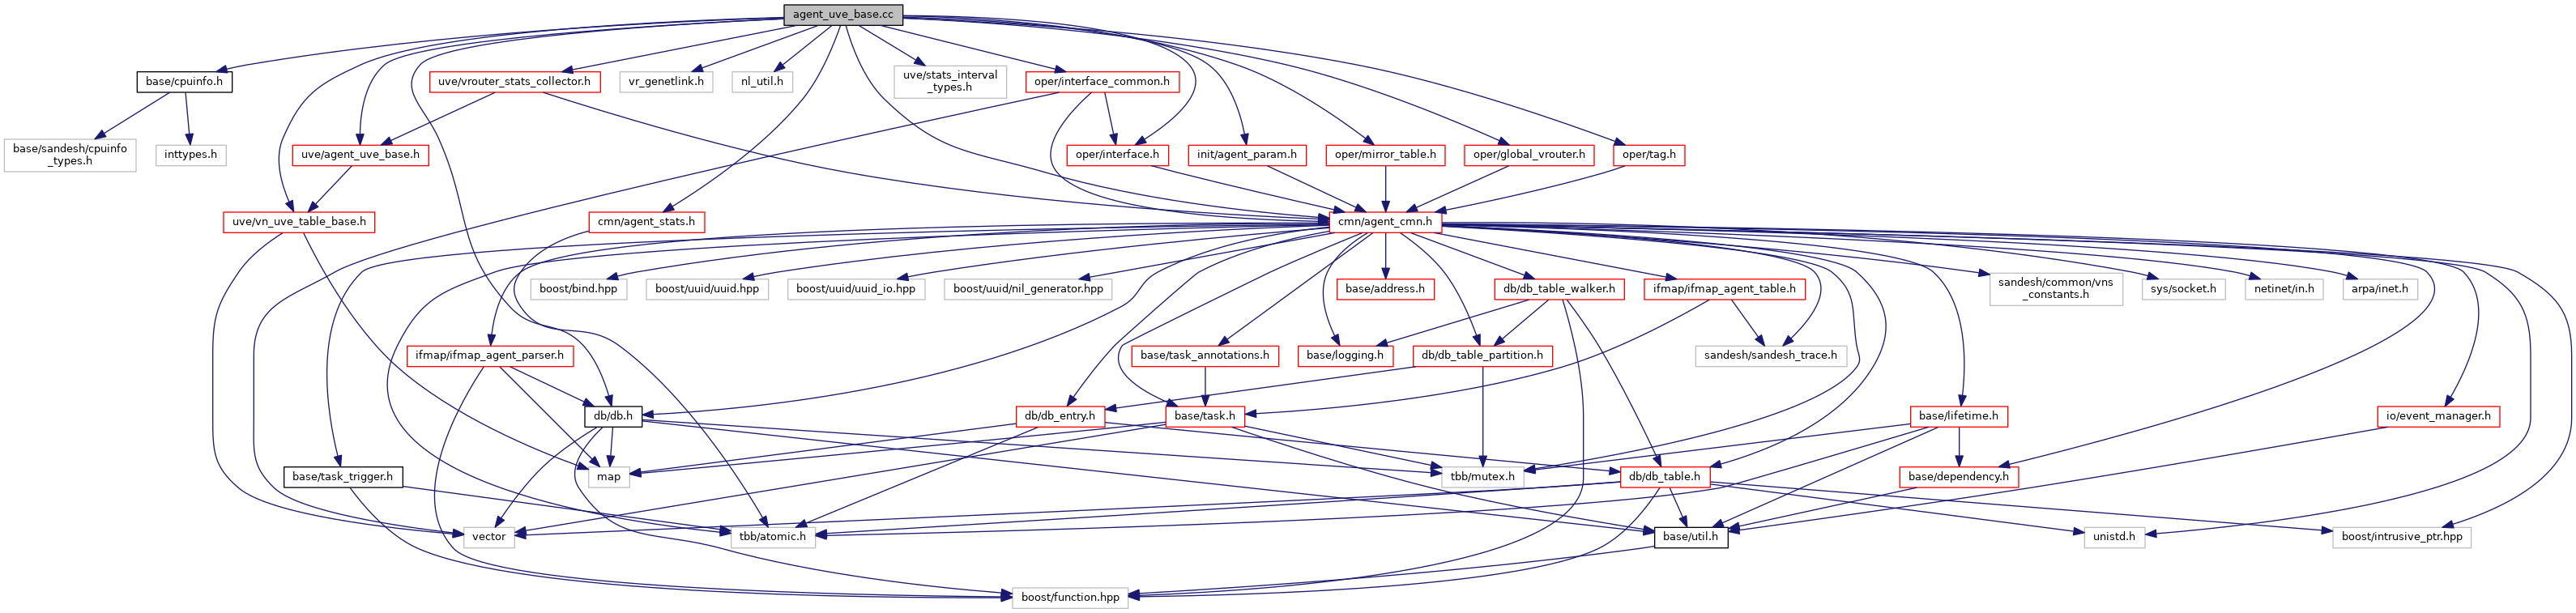 agent_uve_base.cc
base/cpuinfo.h
uve/vrouter_stats_collector.h
vr_genetlink.h
nl_util.h
uve/stats_interval
_types.h
oper/interface_common.h
base/sandesh/cpuinfo
_types.h
inttypes.h
uve/agent_uve_base.h
oper/interface.h
init/agent_param.h
oper/mirror_table.h
oper/global_vrouter.h
oper/tag.h
uve/vn_uve_table_base.h
cmn/agent_stats.h
cmn/agent_cmn.h
boost/bind.hpp
boost/uuid/uuid.hpp
boost/uuid/uuid_io.hpp
boost/uuid/nil_generator.hpp
base/address.h
db/db_table_walker.h
ifmap/ifmap_agent_table.h
sandesh/common/vns
_constants.h
sys/socket.h
netinet/in.h
arpa/inet.h
ifmap/ifmap_agent_parser.h
base/task_annotations.h
base/logging.h
db/db_table_partition.h
sandesh/sandesh_trace.h
db/db.h
db/db_entry.h
base/task.h
base/lifetime.h
io/event_manager.h
base/task_trigger.h
map
tbb/mutex.h
db/db_table.h
base/dependency.h
vector
tbb/atomic.h
base/util.h
unistd.h
boost/intrusive_ptr.hpp
boost/function.hpp